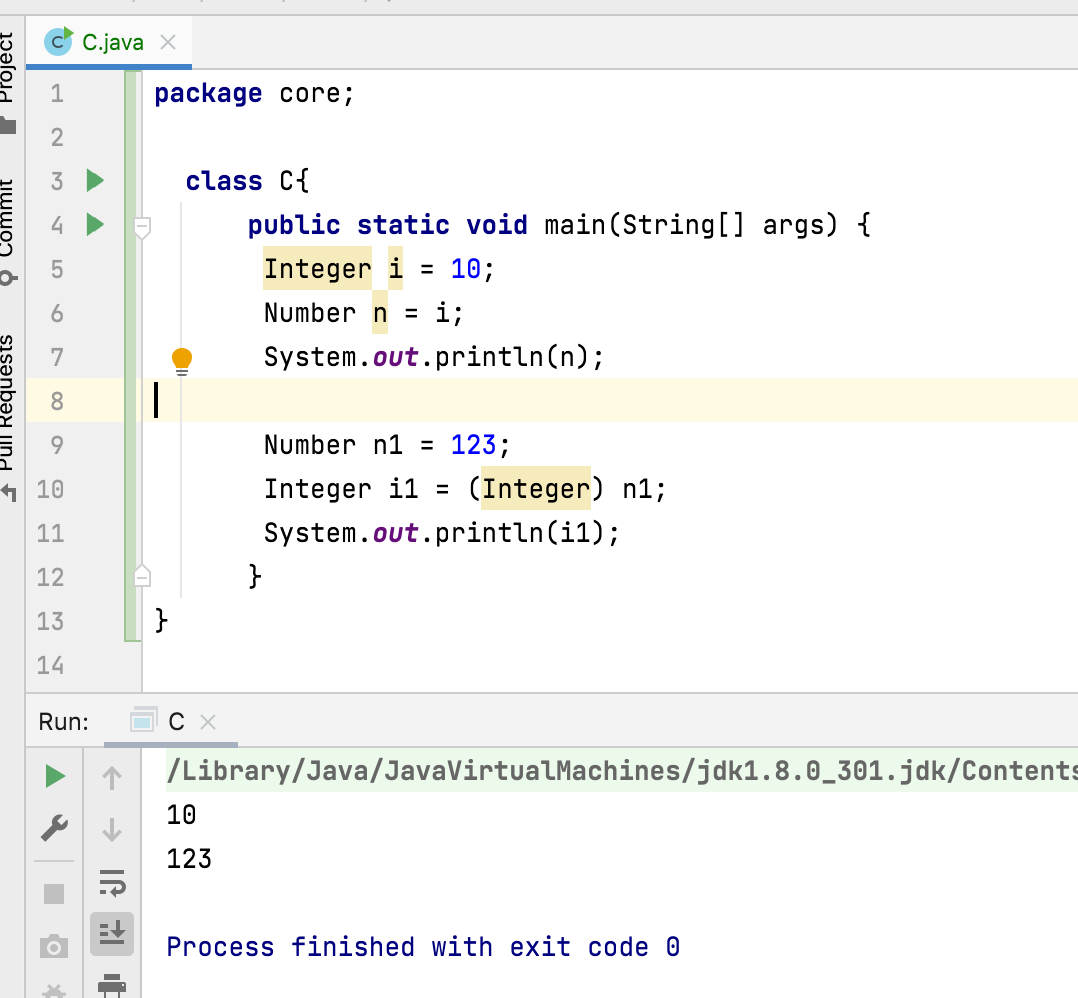 C.java
Project
Commit
Pull Requests
1 package core;
2
3 class C{
4 public static void main(String[] args) {
5 Integer i = 10;
6 Number n = i;
7 System.out.println(n);
8
9 Number n1 = 123;
10 Integer i1 = (Integer) n1;
11 System.out.println(i1);
12 }
13 }
14
Run: C
/Library/Java/JavaVirtualMachines/jdk1.8.0_301.jdk/Contents
10
123
Process finished with exit code 0